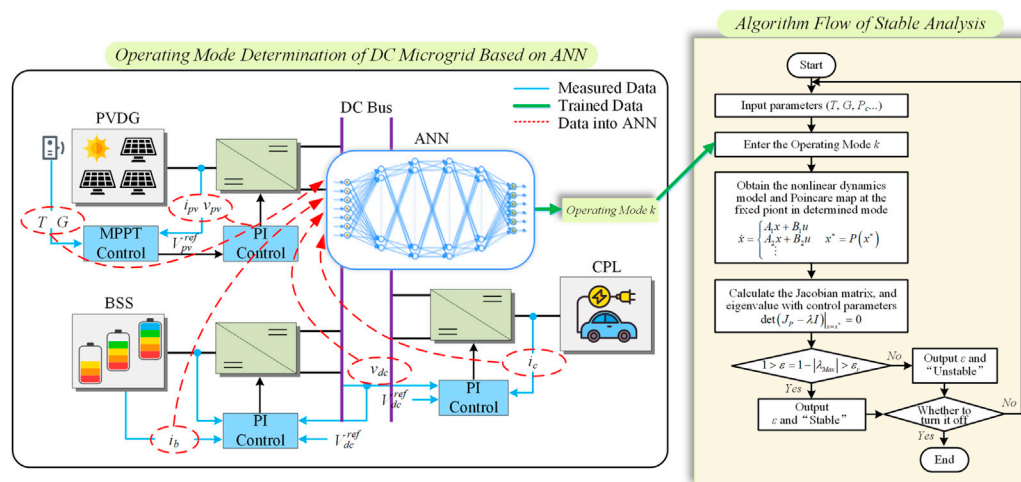 Operating Mode Determination of DC Microgrid Based on ANN
Measured Data
Trained Data
Data into ANN
PVDG
DC Bus
ANN
T G
i_pv v_pv
MPPT
Control
V_pv^ref
PI
Control
Operating Mode k
BSS
CPL
v_dc
i_c
PI
Control
V_dc^ref
i_b
PI
Control
V_dc^ref
Algorithm Flow of Stable Analysis
Start
Input parameters (T, G, P_c...)
Enter the Operating Mode k
Obtain the nonlinear dynamics
model and Poincare map at the
fixed piont in determined mode
ẋ = { A_1x + B_1u
A_2x + B_2u x* = P(x*)
⋮
Calculate the Jacobian matrix, and
eigenvalue with control parameters
det(J_P − λI)|_x=x* = 0
1 > ε = 1 − |λ_Max| > ε_c
No
Output ε and
"Unstable"
Yes
Output
ε and "Stable"
Whether to
turn it off
No
Yes
End